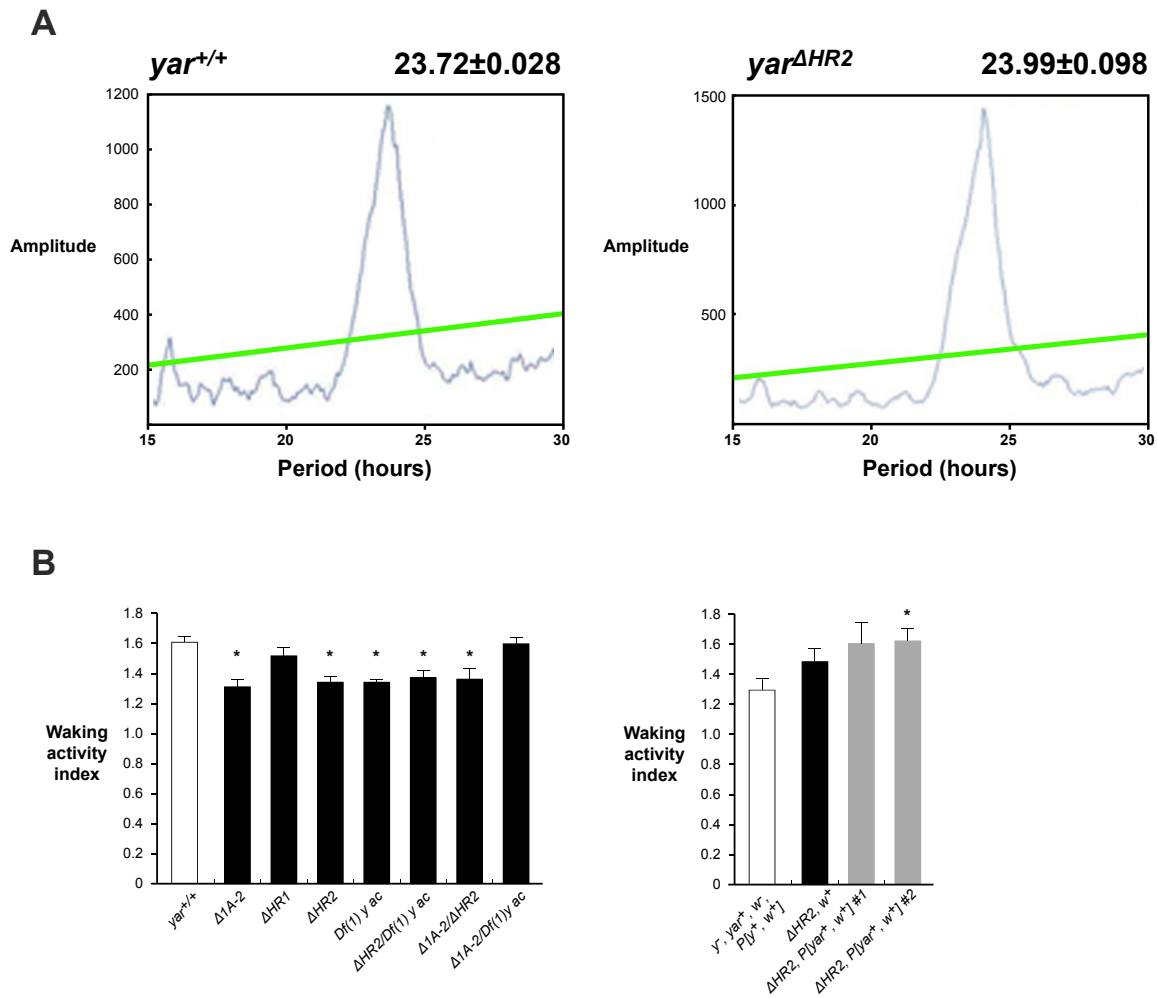 A
yar+/+ 23.72±0.028
1200
1000
800
600
400
200
Amplitude
15 20 25 30
Period (hours)
yarΔHR2 23.99±0.098
1500
1000
500
Amplitude
15 20 25 30
Period (hours)
B
1.8
1.6
1.4
1.2
1.0
0.8
0.6
0.4
0.2
0
Waking
activity
index
* * * * *
yar+/+
Δ1A-2
ΔHR1
ΔHR2
Df(1) y ac
ΔHR2/Df(1) y ac
Δ1A-2/ΔHR2
Δ1A-2/Df(1)y ac
1.8
1.6
1.4
1.2
1.0
0.8
0.6
0.4
0.2
0
Waking
activity
index
*
y-, yar+, w-,
P[y+, w+]
ΔHR2, w+
ΔHR2, P[yar+, w+] #1
ΔHR2, P[yar+, w+] #2